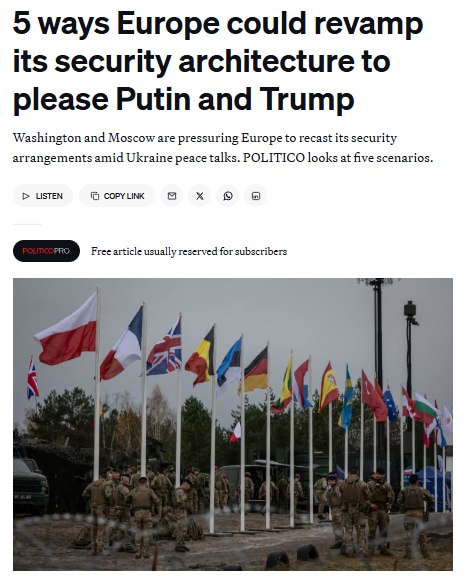 5 ways Europe could revamp
its security architecture to
please Putin and Trump
Washington and Moscow are pressuring Europe to recast its security
arrangements amid Ukraine peace talks. POLITICO looks at five scenarios.
LISTEN
COPY LINK
POLITICOPRO
Free article usually reserved for subscribers